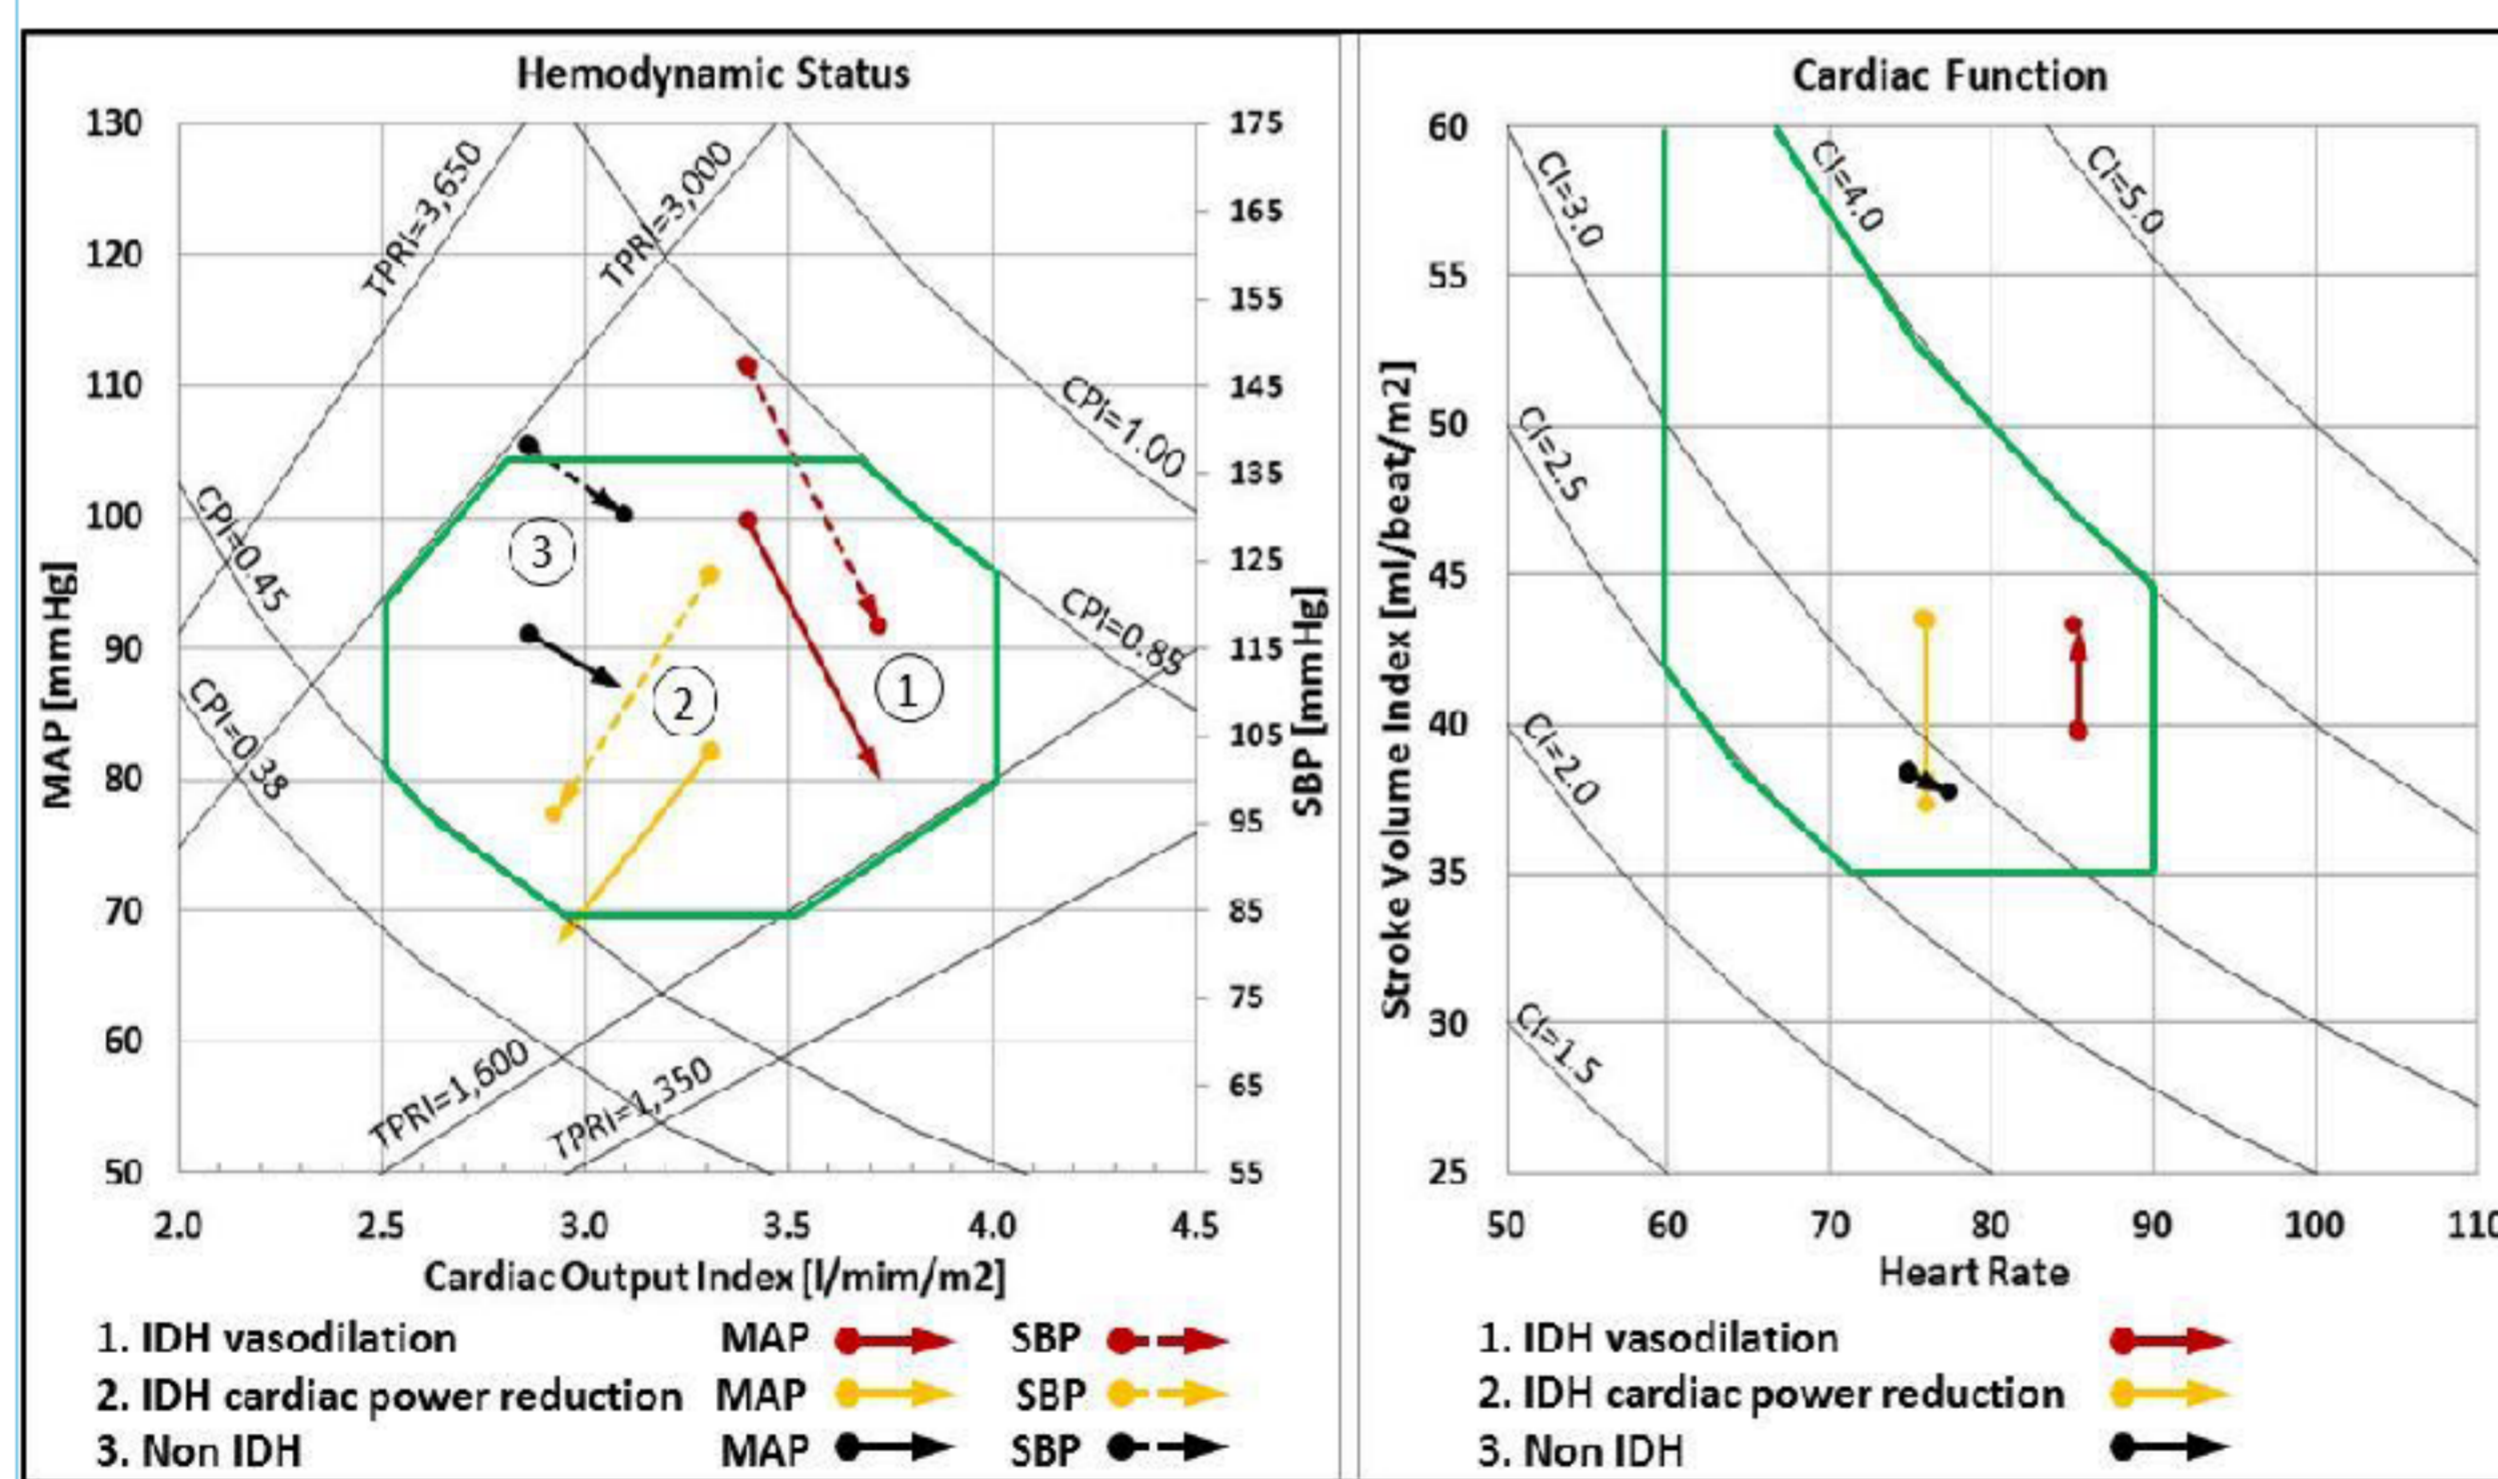 Hemodynamic Status
130
120
110
100
90
80
70
60
50
MAP [mm Hg]
175
165
155
145
135
125
115
105
95
85
75
65
55
SBP [mm Hg]
TPRI=3,650
TPRI=3,000
CPI=1.00
CPI=0.85
CPI=0.45
CPI=0.38
TPRI=1,600
TPRI=1,350
3
2
1
2.0 2.5 3.0 3.5 4.0 4.5
Cardiac Output Index [l/mim/m2]
1. IDH vasodilation MAP SBP
2. IDH cardiac power reduction MAP SBP
3. Non IDH MAP SBP
Cardiac Function
60
55
50
45
40
35
30
25
Stroke Volume Index [ml/beat/m2]
CI=3.0
CI=4.0
CI=5.0
CI=2.5
CI=2.0
CI=1.5
50 60 70 80 90 100 110
Heart Rate
1. IDH vasodilation
2. IDH cardiac power reduction
3. Non IDH